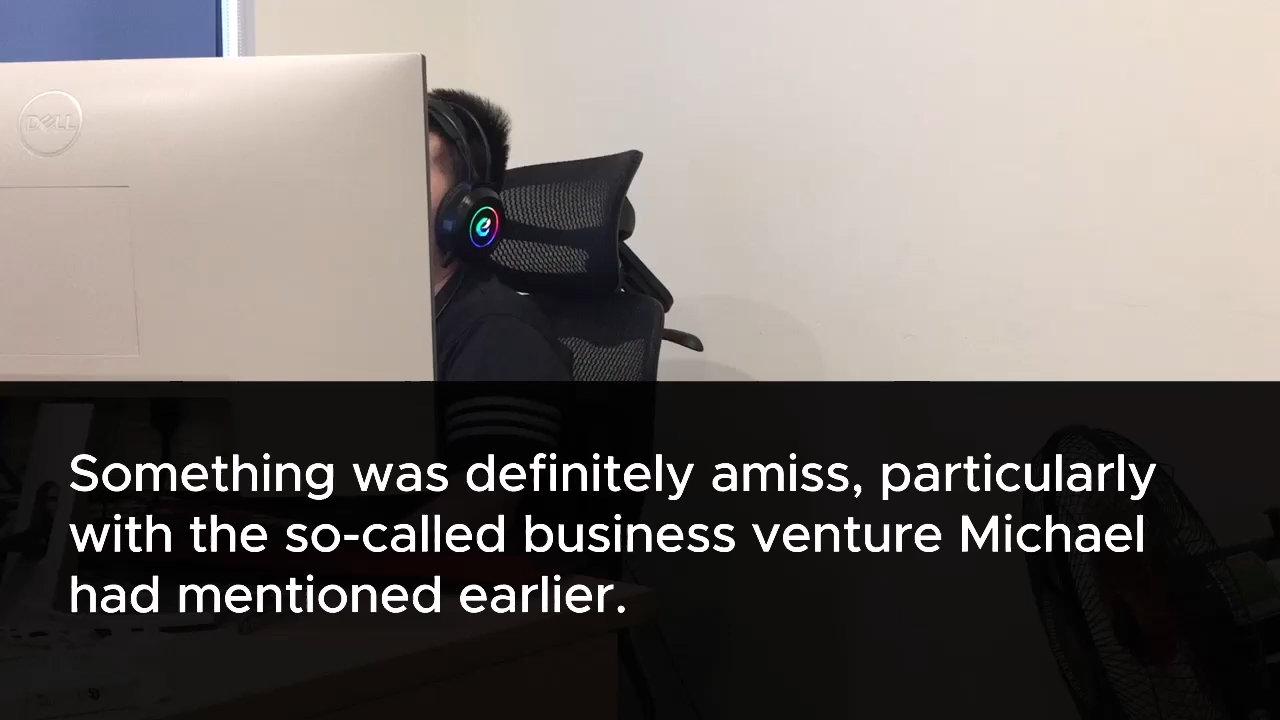 DELL
Something was definitely amiss, particularly
with the so-called business venture Michael
had mentioned earlier.